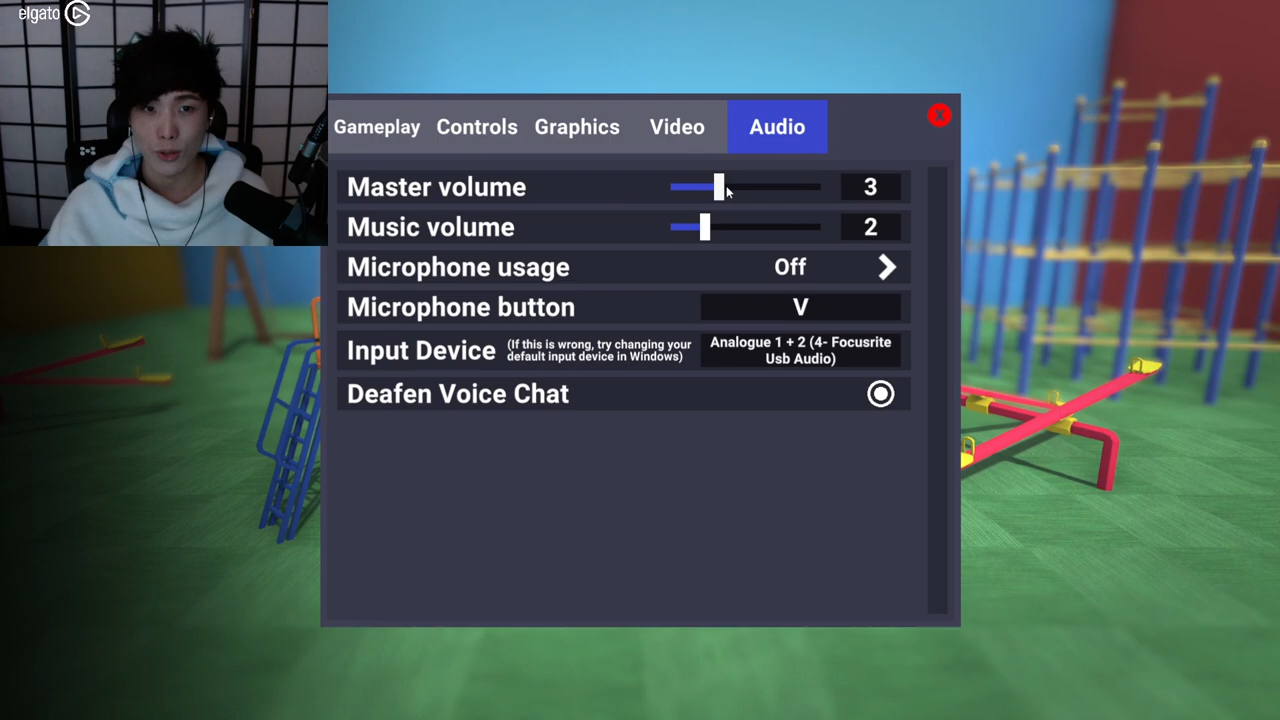 elgato
Gameplay Controls Graphics Video Audio
X
Master volume 3
Music volume 2
Microphone usage Off
Microphone button V
Input Device (If this is wrong, try changing your default input device in Windows) Analogue 1 + 2 (4- Focusrite Usb Audio)
Deafen Voice Chat